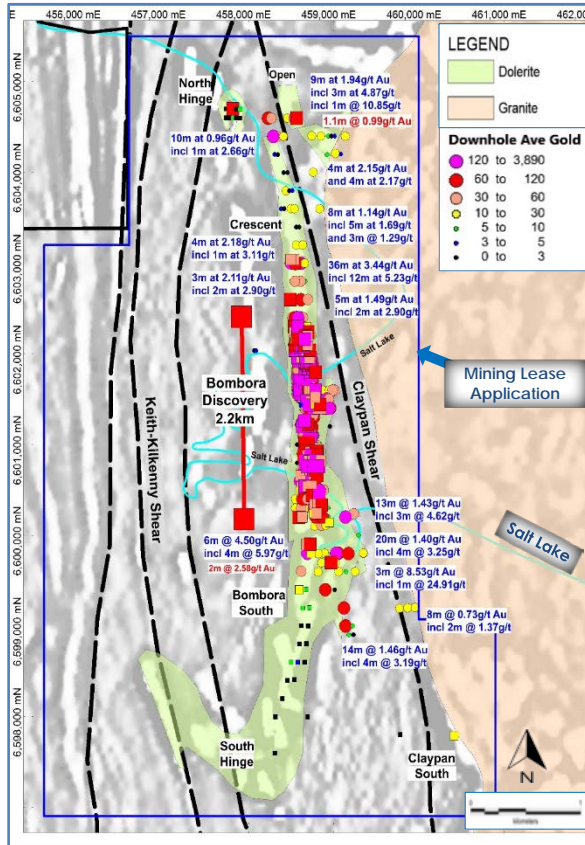 E 456,000 mE 457,000 mE 458,000 mE 459,000 mE 460,000 mE 461,000 mE 462,0
6,605,000 mN
6,604,000 mN
6,603,000 mN
6,602,000 mN
6,601,000 mN
6,600,000 mN
6,599,000 mN
6,598,000 mN
North
Hinge
Open
9m at 1.94g/t Au
incl 3m at 4.87g/t
incl 1m @ 10.85g/t
1.1m @ 0.99g/t Au
10m at 0.96g/t Au
incl 1m at 2.66g/t
4m at 2.15g/t Au
and 4m at 2.17g/t
Crescent
8m at 1.14g/t Au
incl 5m at 1.69g/t
and 3m @ 1.29g/t
4m at 2.18g/t Au
incl 1m at 3.11g/t
3m at 2.11g/t Au
incl 2m at 2.90g/t
36m at 3.44g/t Au
incl 12m at 5.23g/t
5m at 1.49g/t Au
incl 2m at 2.90g/t
Salt Lake
Bombora
Discovery
2.2km
Keith-Kilkenny Shear
Claypan Shear
Salt Lake
13m @ 1.43g/t Au
incl 3m @ 4.62g/t
6m @ 4.50g/t Au
incl 4m @ 5.97g/t
2m @ 2.58g/t Au
20m @ 1.40g/t Au
incl 4m @ 3.25g/t
3m @ 8.53g/t Au
incl 1m @ 24.91g/t
Bombora
South
8m @ 0.73g/t Au
incl 2m @ 1.37g/t
14m @ 1.46g/t Au
incl 4m @ 3.19g/t
South
Hinge
Claypan
South
LEGEND
Dolerite
Granite
Downhole Ave Gold
120 to 3,890
60 to 120
30 to 60
10 to 30
5 to 10
3 to 5
0 to 3
Mining Lease
Application
Salt Lake
N
0 1
kilometers